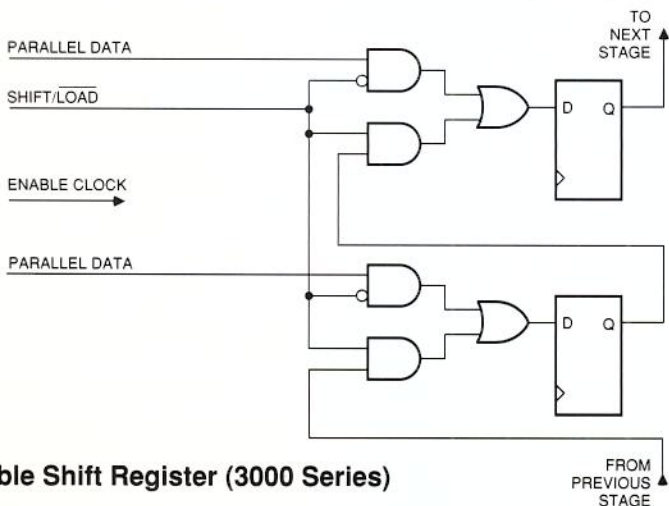 TO
NEXT
STAGE
PARALLEL DATA
SHIFT/LOAD
D Q
ENABLE CLOCK
PARALLEL DATA
D Q
ble Shift Register (3000 Series)
FROM
PREVIOUS
STAGE